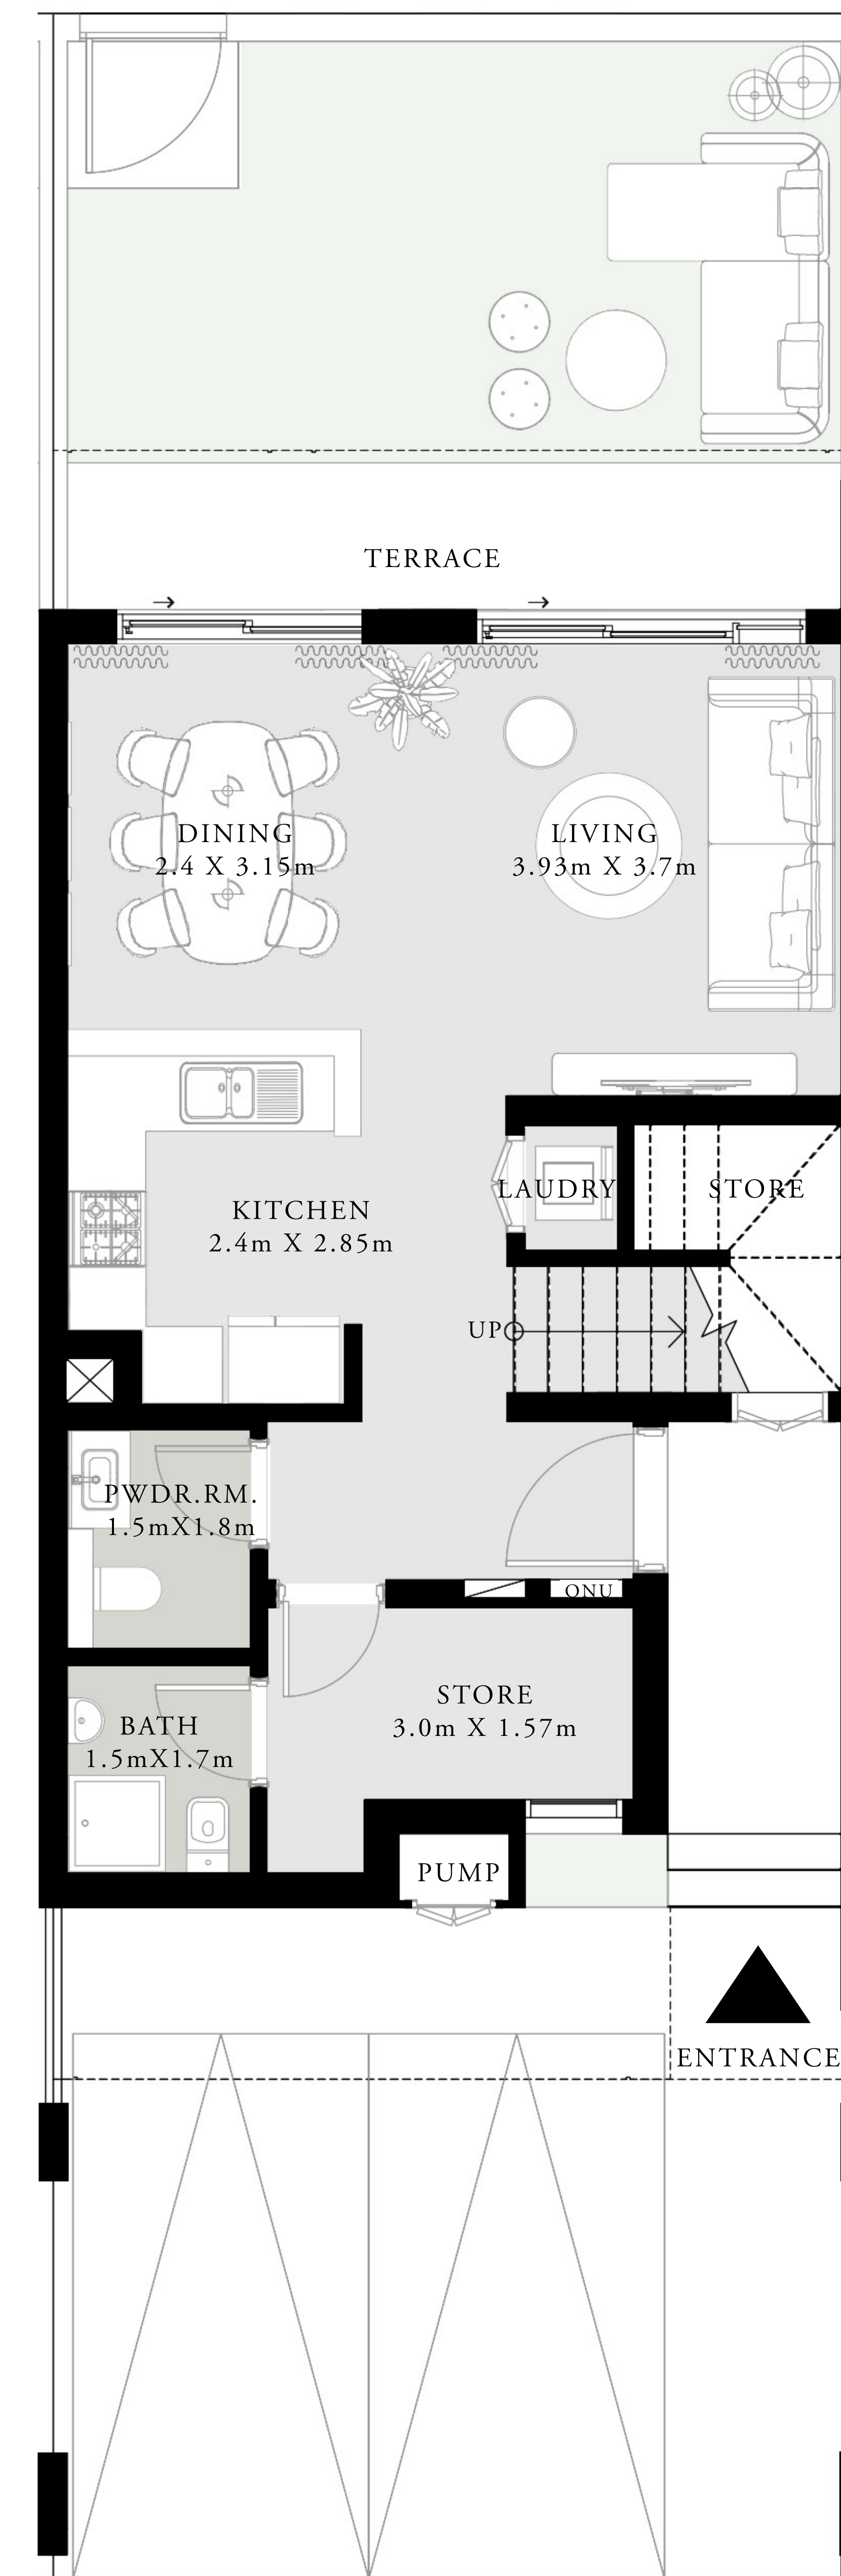 TERRACE
DINING
2.4 X 3.15m
LIVING
3.93m X 3.7m
LAUDRY
STORE
KITCHEN
2.4m X 2.85m
UP
PWDR.RM.
1.5mX1.8m
ONU
STORE
3.0m X 1.57m
BATH
1.5mX1.7m
PUMP
ENTRANCE